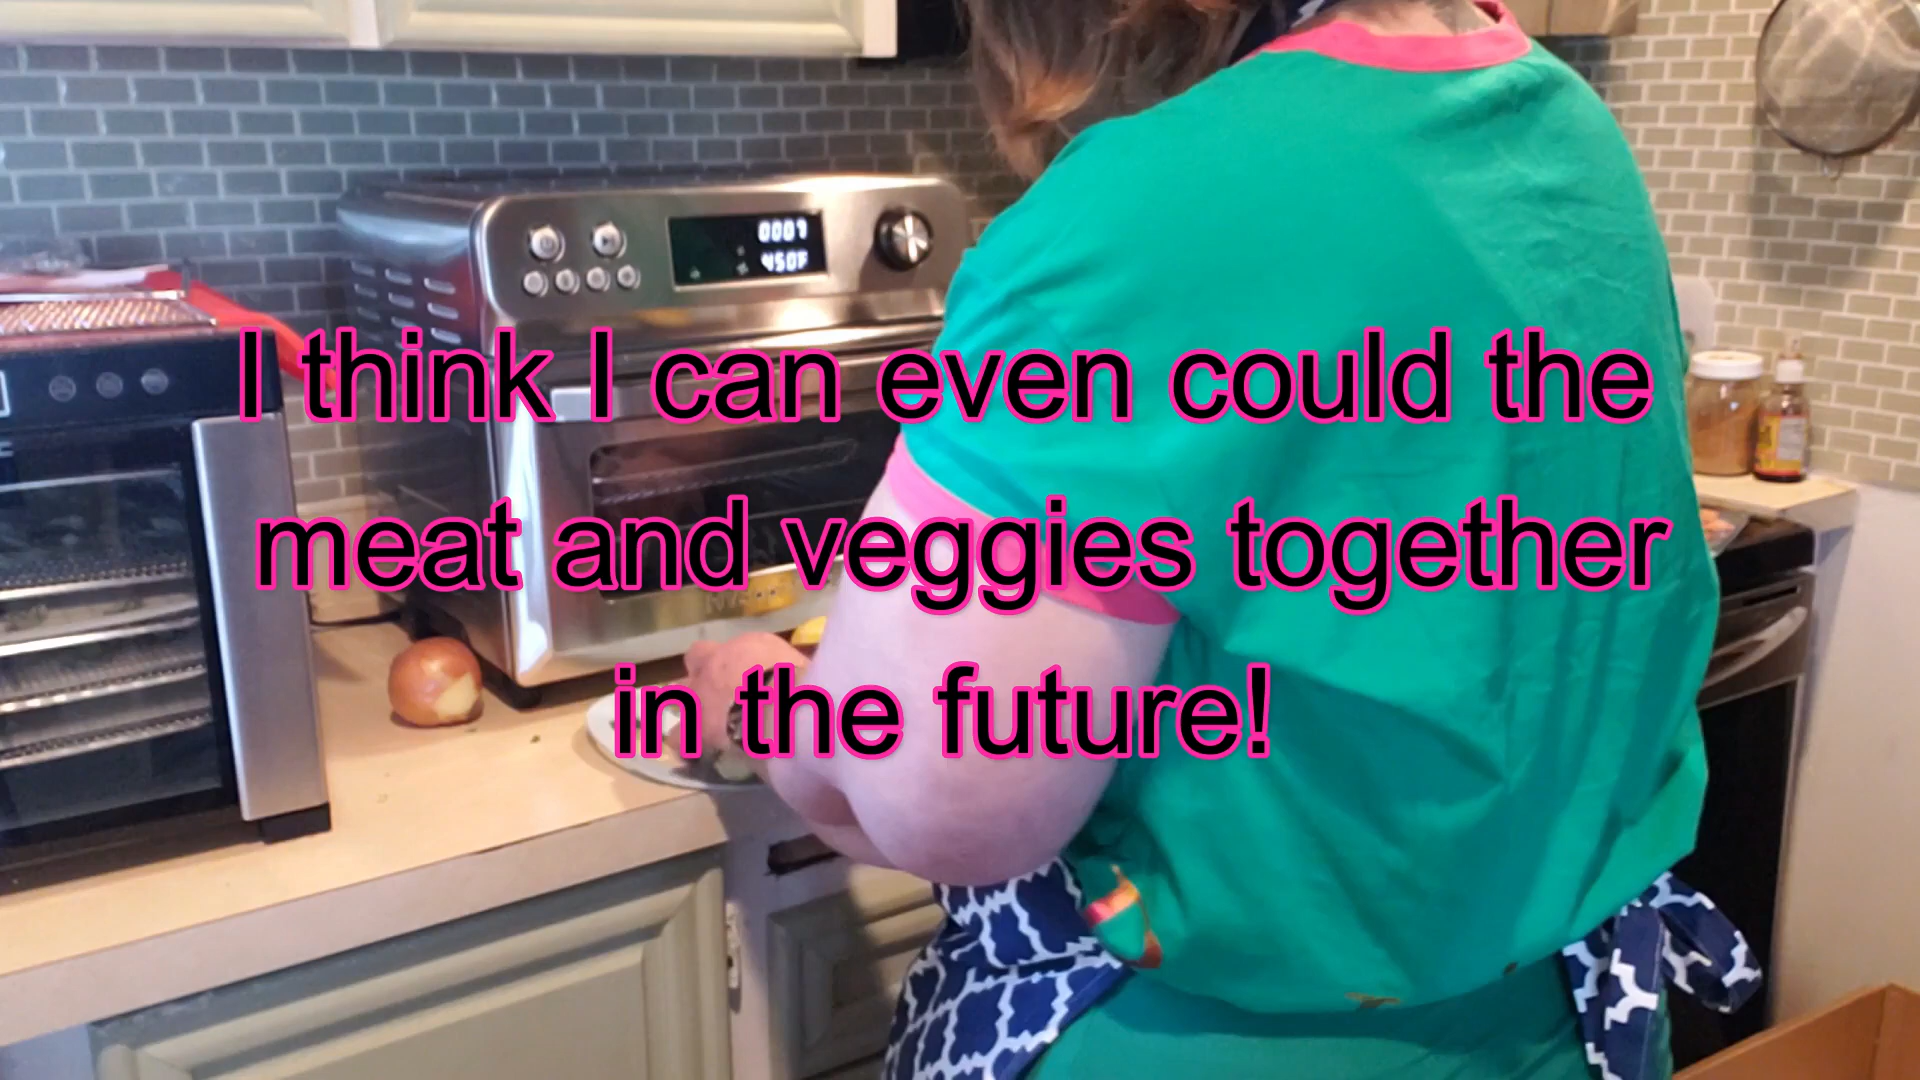 0007
450F
I think I can even could the
meat and veggies together
in the future!